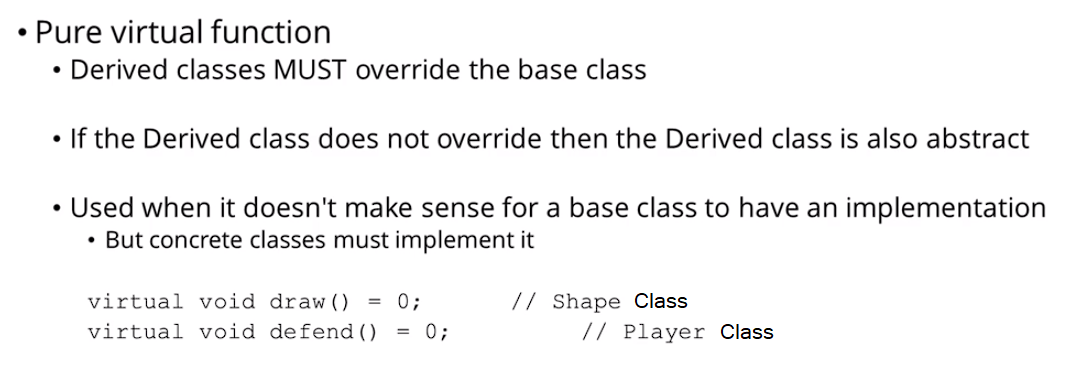 • Pure virtual function
• Derived classes MUST override the base class
• If the Derived class does not override then the Derived class is also abstract
• Used when it doesn't make sense for a base class to have an implementation
• But concrete classes must implement it
virtual void draw() = 0; // Shape Class
virtual void defend() = 0; // Player Class